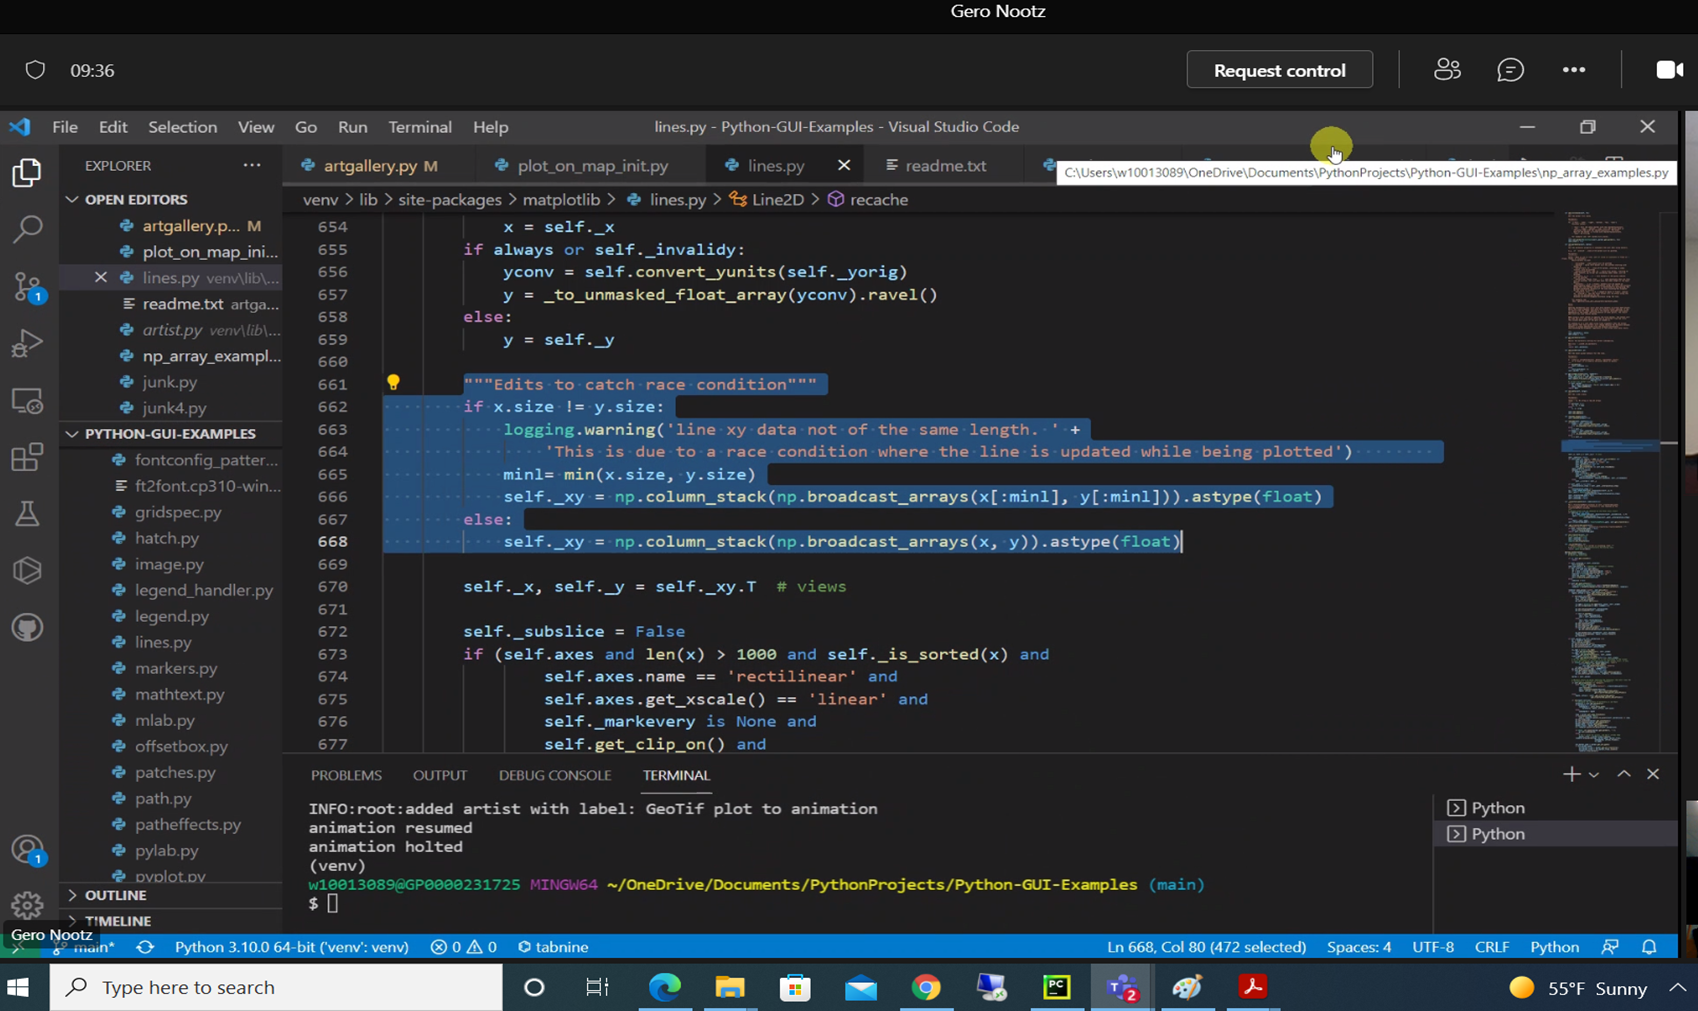 Gero Nootz
09:36
Request control
File Edit Selection View Go Run Terminal Help
lines.py - Python-GUI-Examples - Visual Studio Code
EXPLORER
artgallery.py M
plot_on_map_init.py
lines.py
readme.txt
C:\Users\w10013089\OneDrive\Documents\PythonProjects\Python-GUI-Examples\np_array_examples.py
OPEN EDITORS
artgallery.p... M
plot_on_map_ini...
lines.py venv\lib\...
readme.txt artga...
artist.py venv\lib\...
np_array_exampl...
junk.py
junk4.py
PYTHON-GUI-EXAMPLES
fontconfig_patter...
ft2font.cp310-win...
gridspec.py
hatch.py
image.py
legend_handler.py
legend.py
lines.py
markers.py
mathtext.py
mlab.py
offsetbox.py
patches.py
path.py
patheffects.py
pylab.py
pyplot.py
OUTLINE
TIMELINE
venv > lib > site-packages > matplotlib > lines.py > Line2D > recache
654 x = self._x
655 if always or self._invalidy:
656 yconv = self.convert_yunits(self._yorig)
657 y = _to_unmasked_float_array(yconv).ravel()
658 else:
659 y = self._y
660
661 """Edits to catch race condition"""
662 if x.size != y.size:
663 logging.warning('line xy data not of the same length. ' +
664 'This is due to a race condition where the line is updated while being plotted')
665 minl= min(x.size, y.size)
666 self._xy = np.column_stack(np.broadcast_arrays(x[:minl], y[:minl])).astype(float)
667 else:
668 self._xy = np.column_stack(np.broadcast_arrays(x, y)).astype(float)
669
670 self._x, self._y = self._xy.T # views
671
672 self._subslice = False
673 if (self.axes and len(x) > 1000 and self._is_sorted(x) and
674 self.axes.name == 'rectilinear' and
675 self.axes.get_xscale() == 'linear' and
676 self._markevery is None and
677 self.get_clip_on() and
PROBLEMS OUTPUT DEBUG CONSOLE TERMINAL
INFO:root:added artist with label: GeoTif plot to animation
animation resumed
animation holted
(venv)
w10013089@GP0000231725 MINGW64 ~/OneDrive/Documents/PythonProjects/Python-GUI-Examples (main)
$
Python
Python
1
1
Gero Nootz
main* Python 3.10.0 64-bit ('venv': venv) 0 0 tabnine
Ln 668, Col 80 (472 selected) Spaces: 4 UTF-8 CRLF Python
Type here to search
PC
T
2
55°F Sunny